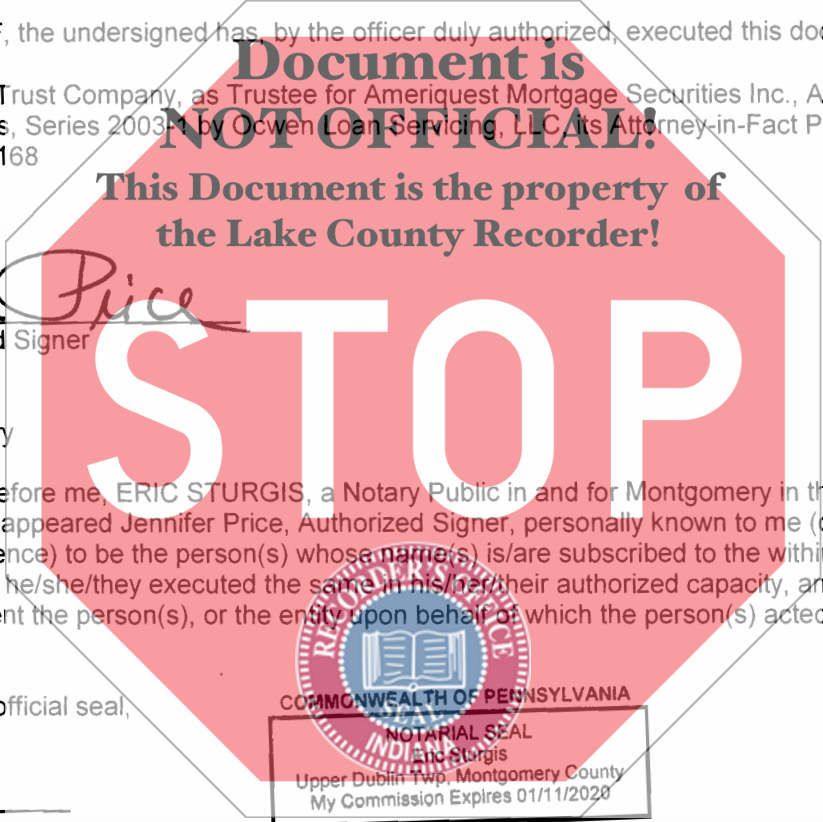 , the undersigned has, by the officer duly authorized, executed this doc
Document is
Trust Company, as Trustee for Ameriquest Mortgage Securities Inc., A
s, Series 2003-1 by Ocwen Loan Servicing, LLC, its Attorney-in-Fact P
NOT OFFICIAL!
168
This Document is the property of
the Lake County Recorder!
Price
d Signer
STOP
y
efore me, ERIC STURGIS, a Notary Public in and for Montgomery in th
appeared Jennifer Price, Authorized Signer, personally known to me (
ence) to be the person(s) whose name(s) is/are subscribed to the withi
he/she/they executed the same in his/her/their authorized capacity, an
nt the person(s), or the entity upon behalf of which the person(s) acted
RECORDER'S OFFICE
SEAL
INDIANA
official seal,
COMMONWEALTH OF PENNSYLVANIA
NOTARIAL SEAL
Eric Sturgis
Upper Dublin Twp, Montgomery County
My Commission Expires 01/11/2020